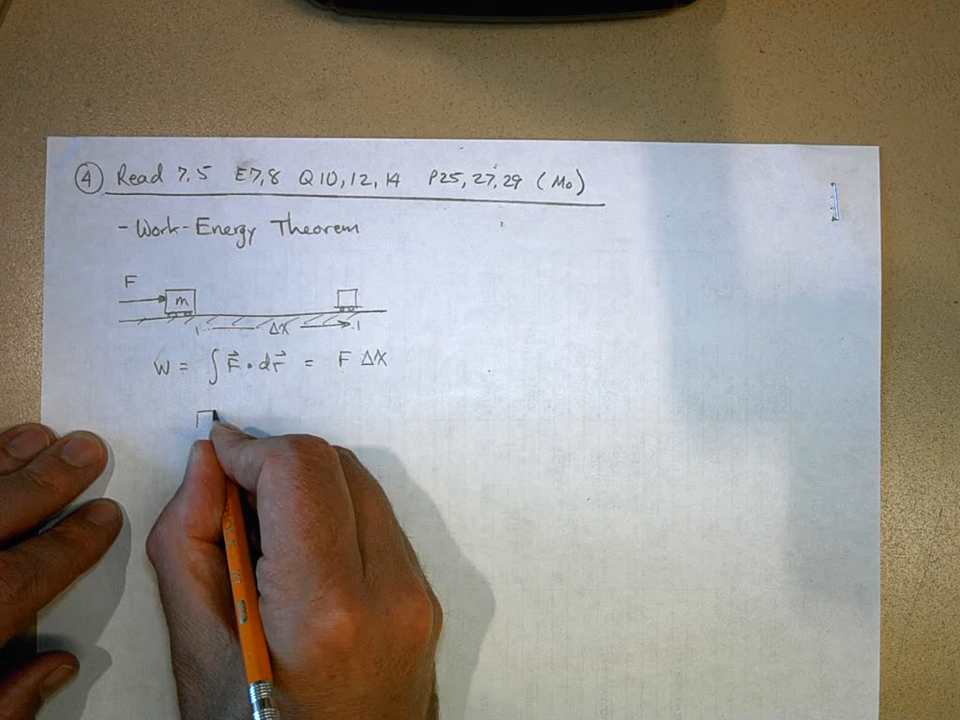 ④ Read 7.5 E7,8 Q10,12,14 P25,27,29 (Mo)
- Work-Energy Theorem
F
m
Δx
W = ∫ F⃗ • dr⃗ = F Δx